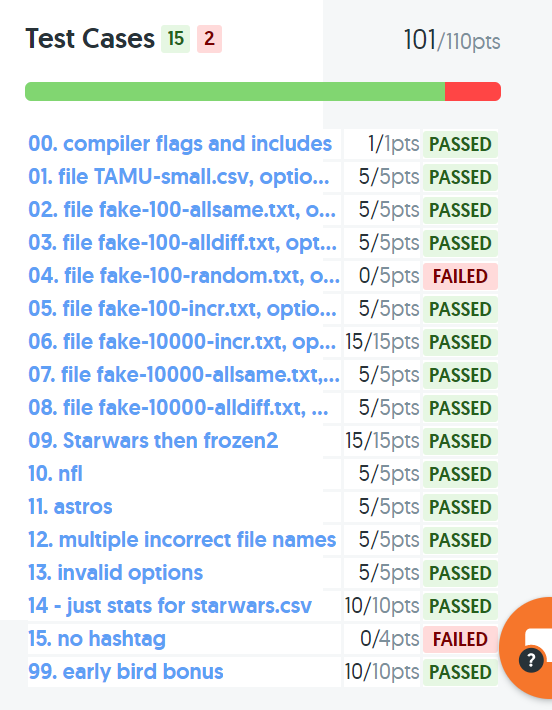 Test Cases 15 2 101/110pts
00. compiler flags and includes 1/1pts PASSED
01. file TAMU-small.csv, optio... 5/5pts PASSED
02. file fake-100-allsame.txt, o... 5/5pts PASSED
03. file fake-100-alldiff.txt, opt... 5/5pts PASSED
04. file fake-100-random.txt, o... 0/5pts FAILED
05. file fake-100-incr.txt, optio... 5/5pts PASSED
06. file fake-10000-incr.txt, op... 15/15pts PASSED
07. file fake-10000-allsame.txt,... 5/5pts PASSED
08. file fake-10000-alldiff.txt, ... 5/5pts PASSED
09. Starwars then frozen2 15/15pts PASSED
10. nfl 5/5pts PASSED
11. astros 5/5pts PASSED
12. multiple incorrect file names 5/5pts PASSED
13. invalid options 5/5pts PASSED
14 - just stats for starwars.csv 10/10pts PASSED
15. no hashtag 0/4pts FAILED
?
99. early bird bonus 10/10pts PASSED